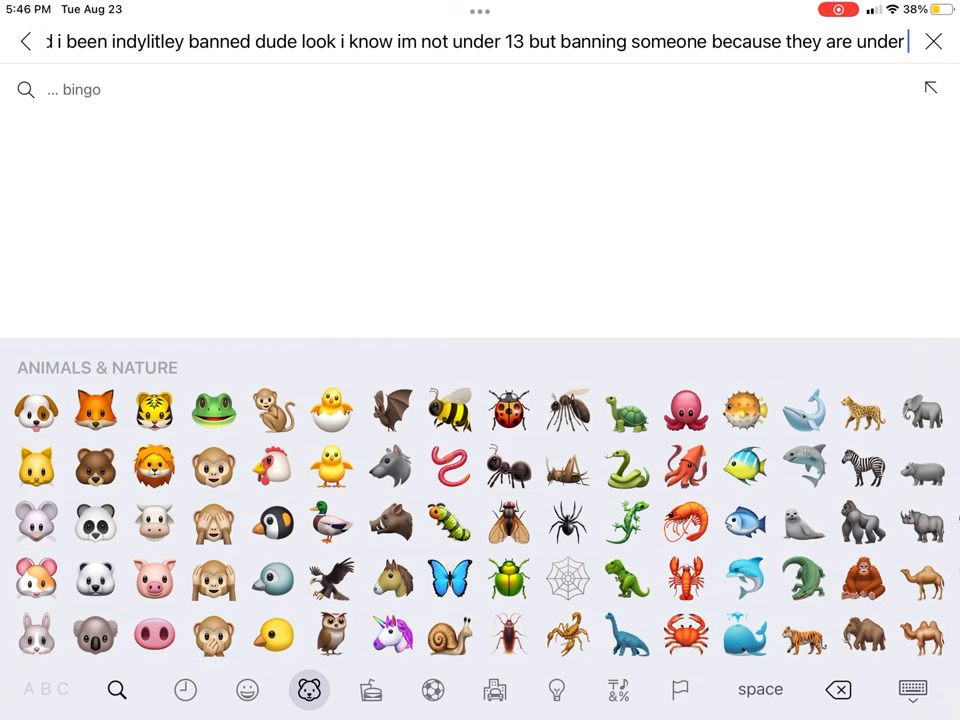 5:46 PM Tue Aug 23
38%
d i been indylitley banned dude look i know im not under 13 but banning someone because they are under
... bingo
ANIMALS & NATURE
A B C
space